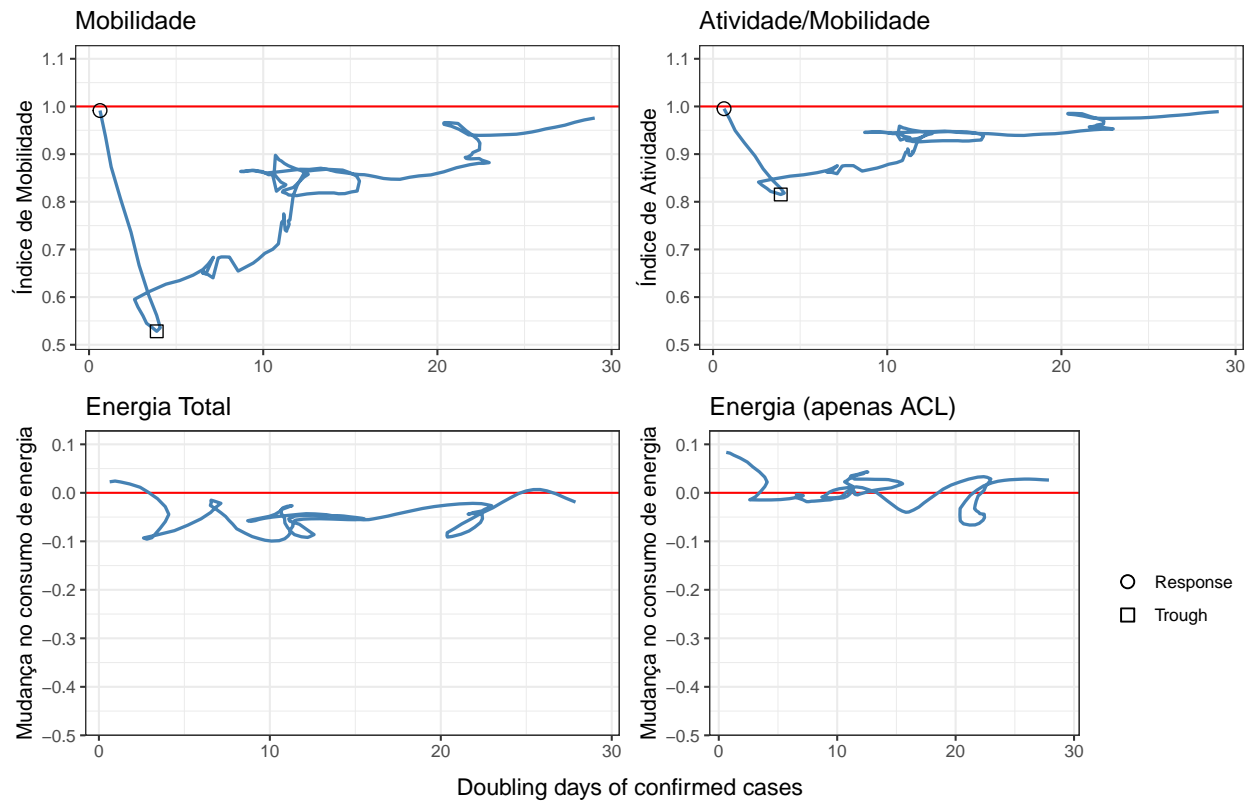 Mobilidade
Índice de Mobilidade
1.1
1.0
0.9
0.8
0.7
0.6
0.5
0 10 20 30
Atividade/Mobilidade
Índice de Atividade
1.1
1.0
0.9
0.8
0.7
0.6
0.5
0 10 20 30
Energia Total
Mudança no consumo de energia
0.1
0.0
−0.1
−0.2
−0.3
−0.4
−0.5
0 10 20 30
Energia (apenas ACL)
Mudança no consumo de energia
0.1
0.0
−0.1
−0.2
−0.3
−0.4
−0.5
0 10 20 30
Response
Trough
Doubling days of confirmed cases